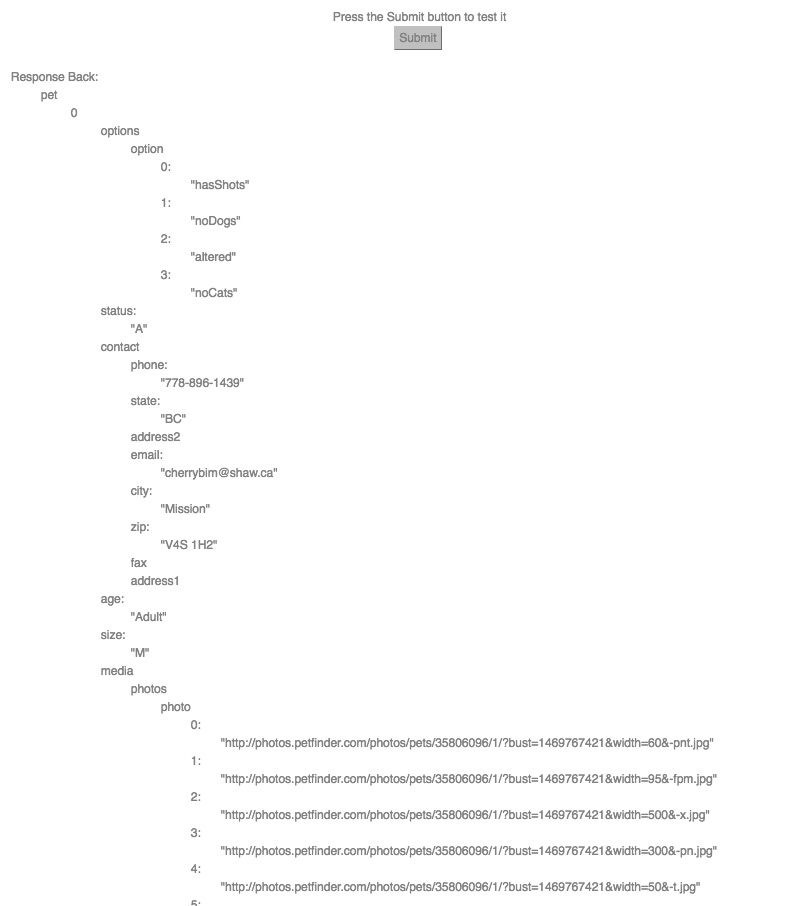 Press the Submit button to test it
Submit
Response Back:
pet
0
options
option
0:
"hasShots"
1:
"noDogs"
2:
"altered"
3:
"noCats"
status:
"A"
contact
phone:
"778-896-1439"
state:
"BC"
address2
email:
"cherrybim@shaw.ca"
city:
"Mission"
zip:
"V4S 1H2"
fax
address1
age:
"Adult"
size:
"M"
media
photos
photo
0:
"http://photos.petfinder.com/photos/pets/35806096/1/?bust=1469767421&width=60&-pnt.jpg"
1:
"http://photos.petfinder.com/photos/pets/35806096/1/?bust=1469767421&width=95&-fpm.jpg"
2:
"http://photos.petfinder.com/photos/pets/35806096/1/?bust=1469767421&width=500&-x.jpg"
3:
"http://photos.petfinder.com/photos/pets/35806096/1/?bust=1469767421&width=300&-pn.jpg"
4:
"http://photos.petfinder.com/photos/pets/35806096/1/?bust=1469767421&width=50&-t.jpg"
5: